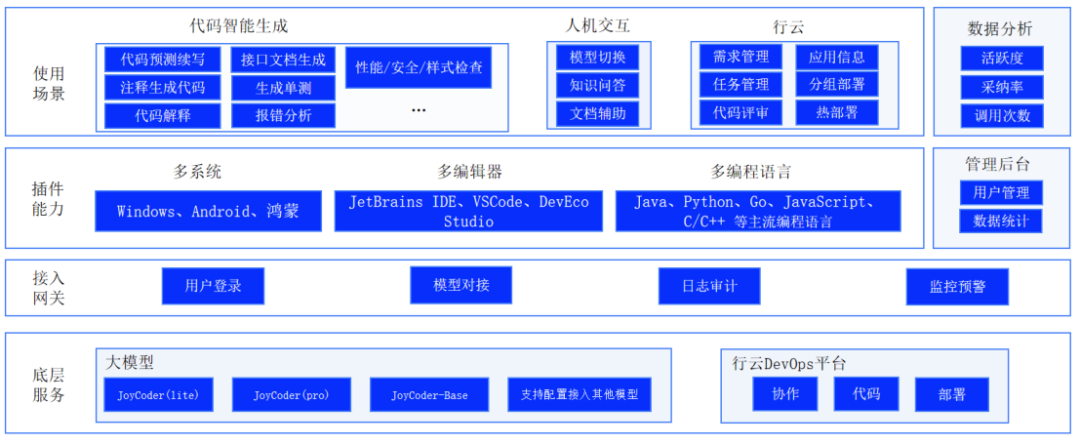 代码智能生成
人机交互
行云
数据分析
使用
场景
代码预测续写
接口文档生成
性能/安全/样式检查
注释生成代码
生成单测
代码解释
报错分析
...
模型切换
知识问答
文档辅助
需求管理
应用信息
任务管理
分组部署
代码评审
热部署
活跃度
采纳率
调用次数
插件
能力
多系统
多编辑器
多编程语言
Windows、Android、鸿蒙
JetBrains IDE、VSCode、DevEco
Studio
Java、Python、Go、JavaScript、
C/C++ 等主流编程语言
管理后台
用户管理
数据统计
接入
网关
用户登录
模型对接
日志审计
监控预警
底层
服务
大模型
JoyCoder(lite)
JoyCoder(pro)
JoyCoder-Base
支持配置接入其他模型
行云DevOps平台
协作
代码
部署